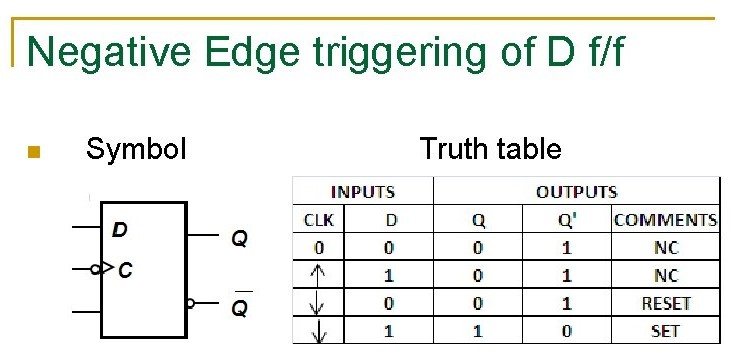 Negative Edge triggering of D f/f
Symbol
Truth table
D
Q
C
Q
INPUTS OUTPUTS
CLK D Q Q' COMMENTS
0 0 0 1 NC
↑ 1 0 1 NC
↓ 0 0 1 RESET
↓ 1 1 0 SET